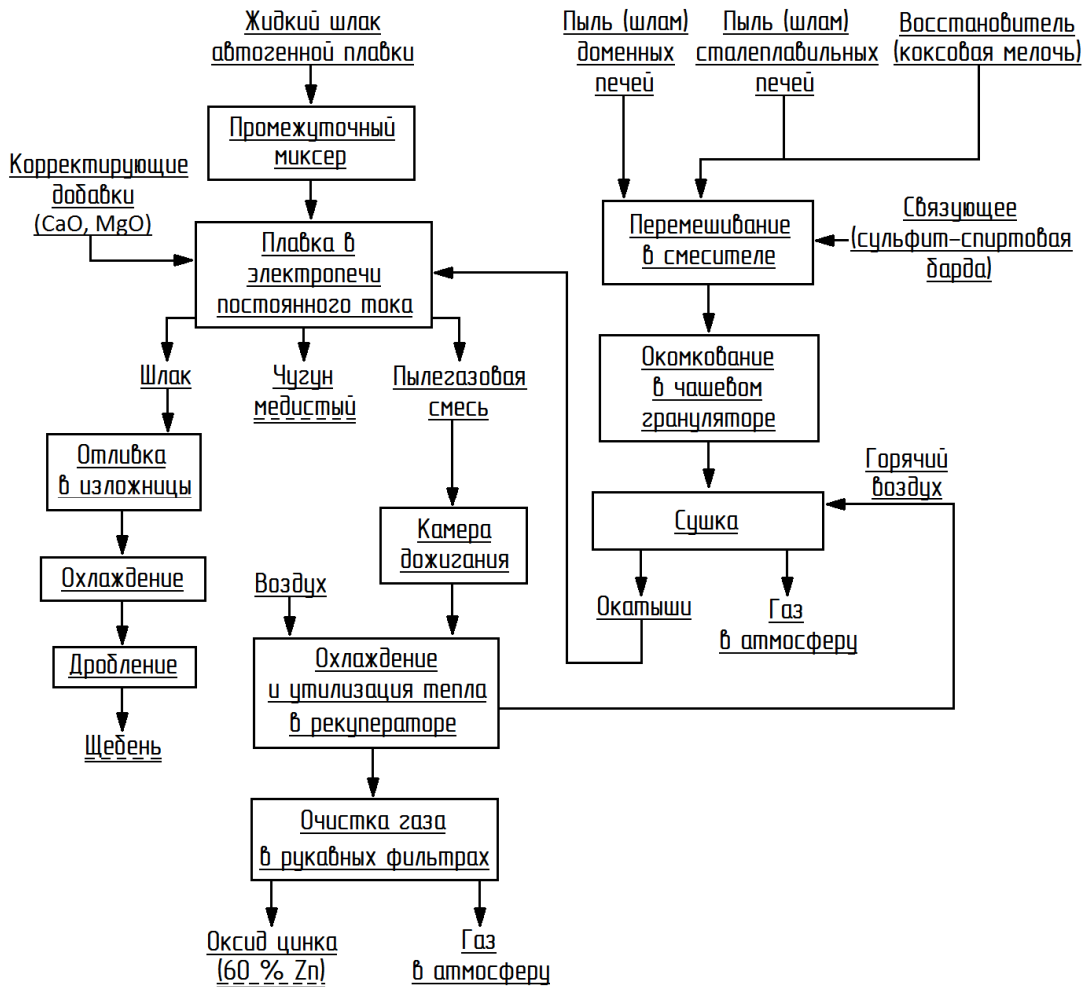 Жидкий шлак
автогенной плавки
Пыль (шлам)
доменных
печей
Пыль (шлам)
сталеплавильных
печей
Восстановитель
(коксовая мелочь)
Промежуточный
миксер
Корректирующие
добавки
(CaO, MgO)
Плавка в
электропечи
постоянного тока
Перемешивание
в смесителе
Связующее
(сульфит-спиртовая
барда)
Окомкование
в чашевом
грануляторе
Шлак
Чугун
медистый
Пылегазовая
смесь
Отливка
в изложницы
Горячий
воздух
Сушка
Камера
дожигания
Охлаждение
Воздух
Окатыши
Газ
в атмосферу
Дробление
Охлаждение
и утилизация тепла
в рекуператоре
Щебень
Очистка газа
в рукавных фильтрах
Оксид цинка
(60 % Zn)
Газ
в атмосферу